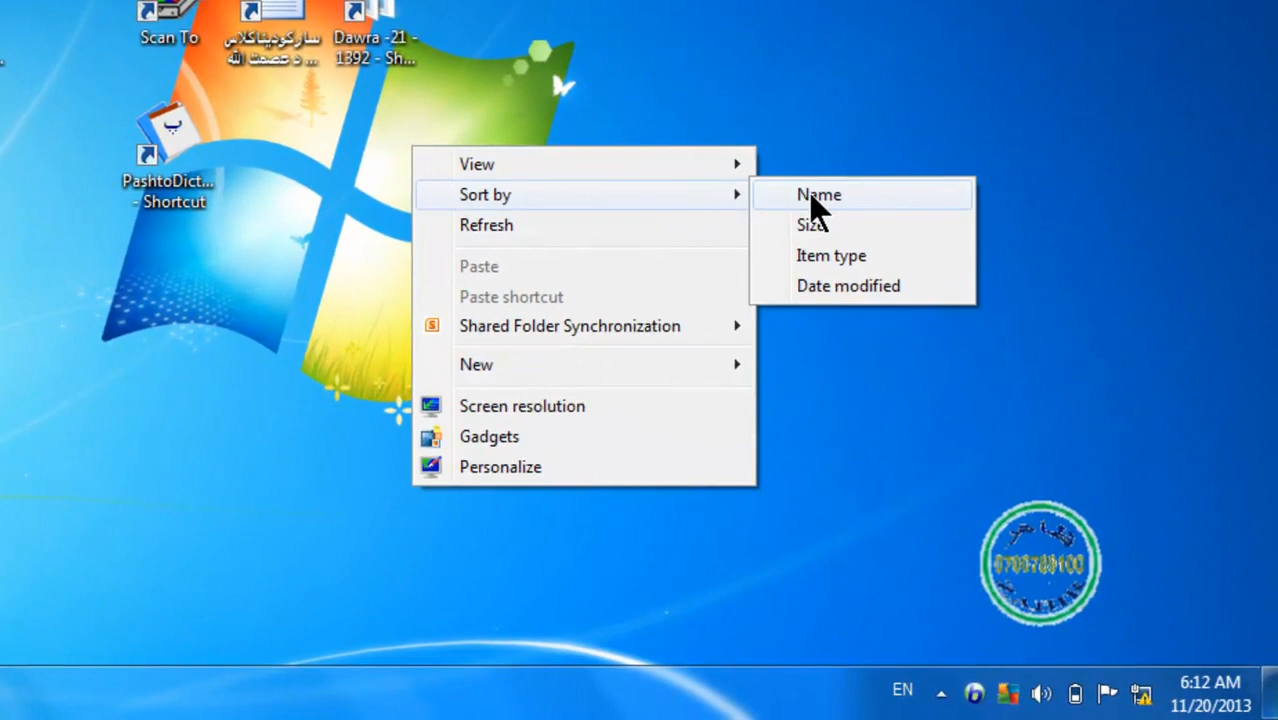 Scan To
سارکودیناکلاس
... د عصمت الله
Dawra -21 -
1392 - Sh...
PashtoDict...
- Shortcut
View
Sort by
Refresh
Paste
Paste shortcut
Shared Folder Synchronization
New
Screen resolution
Gadgets
Personalize
Name
Size
Item type
Date modified
EN
6:12 AM
11/20/2013